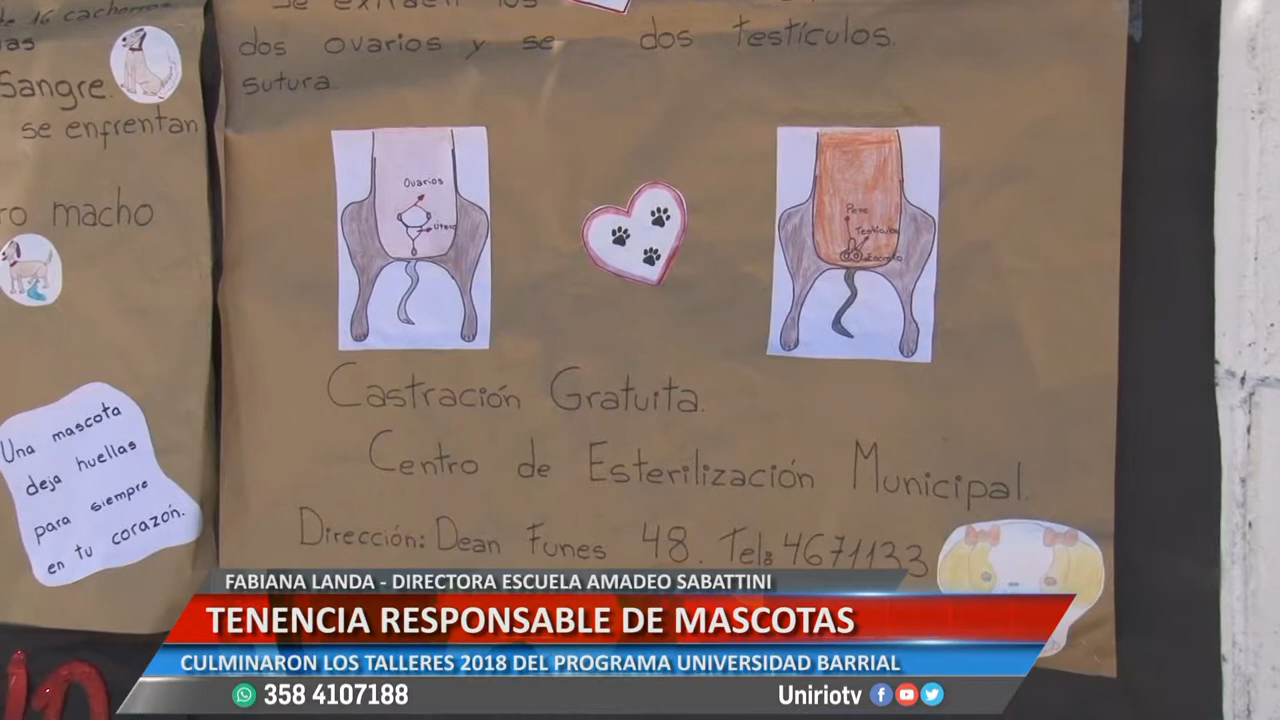 de 16 cachorros
Sangre.
se enfrentan
macho
Una mascota
deja huellas
para siempre
en tu corazón.
Se extraen los
dos ovarios y se
sutura.
dos testículos.
Ovarios
Útero
Pene
Testículos
Escroto
Castración Gratuita.
Centro de Esterilización Municipal.
Dirección: Dean Funes 48. Tel: 4671133
FABIANA LANDA - DIRECTORA ESCUELA AMADEO SABATTINI
TENENCIA RESPONSABLE DE MASCOTAS
CULMINARON LOS TALLERES 2018 DEL PROGRAMA UNIVERSIDAD BARRIAL
358 4107188
Uniriotv